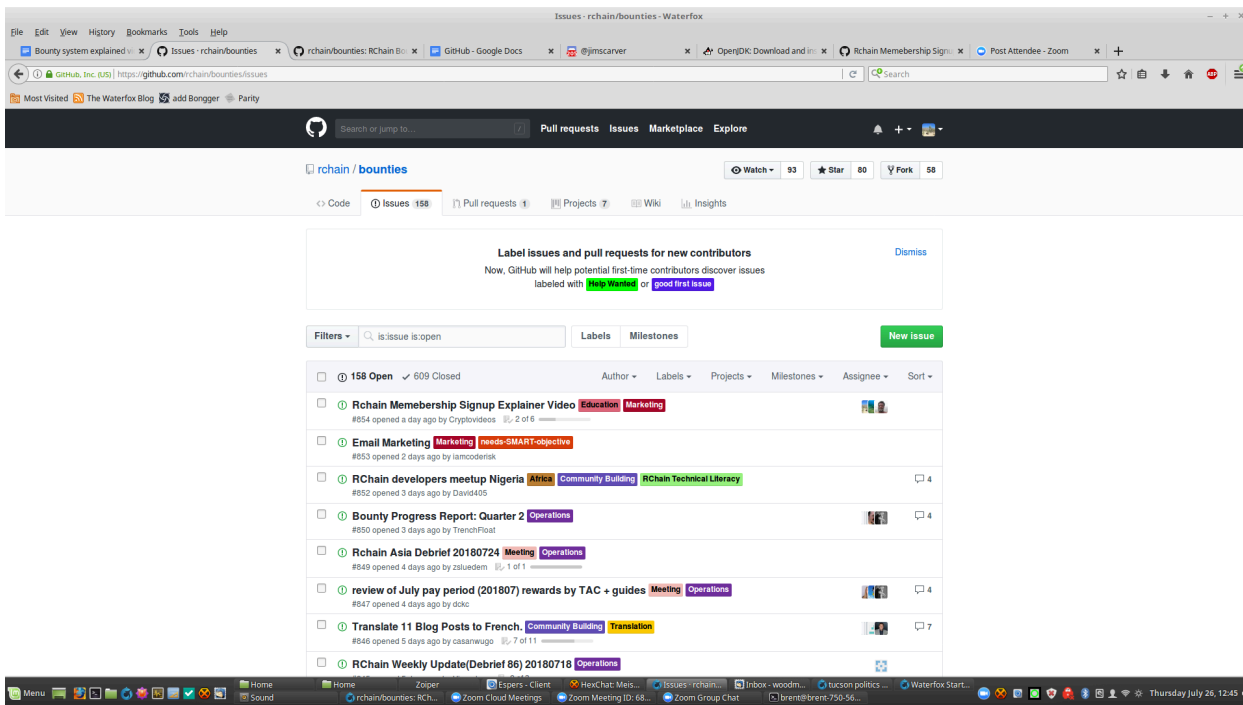 Issues · rchain/bounties - Waterfox
File Edit View History Bookmarks Tools Help
Bounty system explained Issues · rchain/bounties rchain/bounties: RChain Bo GitHub - Google Docs @jimscarver OpenJDK: Download and ins Rchain Memebership Sign Post Attendee - Zoom
GitHub, Inc. (US) https://github.com/rchain/bounties/issues Search
Most Visited The Waterfox Blog add Bongger Parity
Search or jump to... / Pull requests Issues Marketplace Explore
rchain / bounties Watch 93 Star 80 Fork 58
Code Issues 158 Pull requests 1 Projects 7 Wiki Insights
Label issues and pull requests for new contributors Dismiss
Now, GitHub will help potential first-time contributors discover issues
labeled with Help Wanted or good first issue
Filters is:issue is:open Labels Milestones New issue
158 Open 609 Closed Author Labels Projects Milestones Assignee Sort
Rchain Memebership Signup Explainer Video Education Marketing
#854 opened a day ago by Cryptovideos 2 of 6
Email Marketing Marketing needs-SMART-objective
#853 opened 2 days ago by iamcoderisk
RChain developers meetup Nigeria Africa Community Building RChain Technical Literacy 4
#852 opened 3 days ago by David405
Bounty Progress Report: Quarter 2 Operations 4
#850 opened 3 days ago by TrenchFloat
Rchain Asia Debrief 20180724 Meeting Operations
#849 opened 4 days ago by zsluedem 1 of 1
review of July pay period (201807) rewards by TAC + guides Meeting Operations 4
#847 opened 4 days ago by dckc
Translate 11 Blog Posts to French. Community Building Translation 7
#846 opened 5 days ago by casanwugo 7 of 11
RChain Weekly Update(Debrief 86) 20180718 Operations
Home Home Zoiper Espers - Client HexChat: Meis... Issues · rchain... Inbox - woodm... tucson politics ... Waterfox Start...
Menu Sound rchain/bounties: RCh... Zoom Cloud Meetings Zoom Meeting ID: 68... Zoom Group Chat brent@brent-750-56... Thursday July 26, 12:45